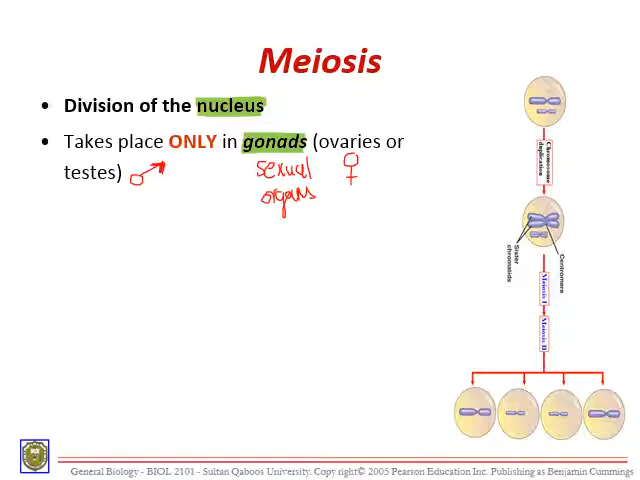 Meiosis
• Division of the nucleus
• Takes place ONLY in gonads (ovaries or
testes)
sexual
organs
Chromosome
duplication
Sister
chromatids
Centromere
Meiosis I
Meiosis II
General Biology - BIOL 2101 - Sultan Qaboos University. Copy right© 2005 Pearson Education Inc. Publishing as Benjamin Cummings